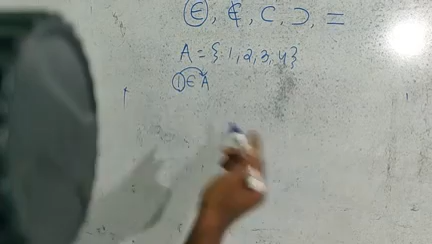 ∈, ∉, ⊂, ⊃, =
A = {1, 2, 3, 4}
1 ∈ A